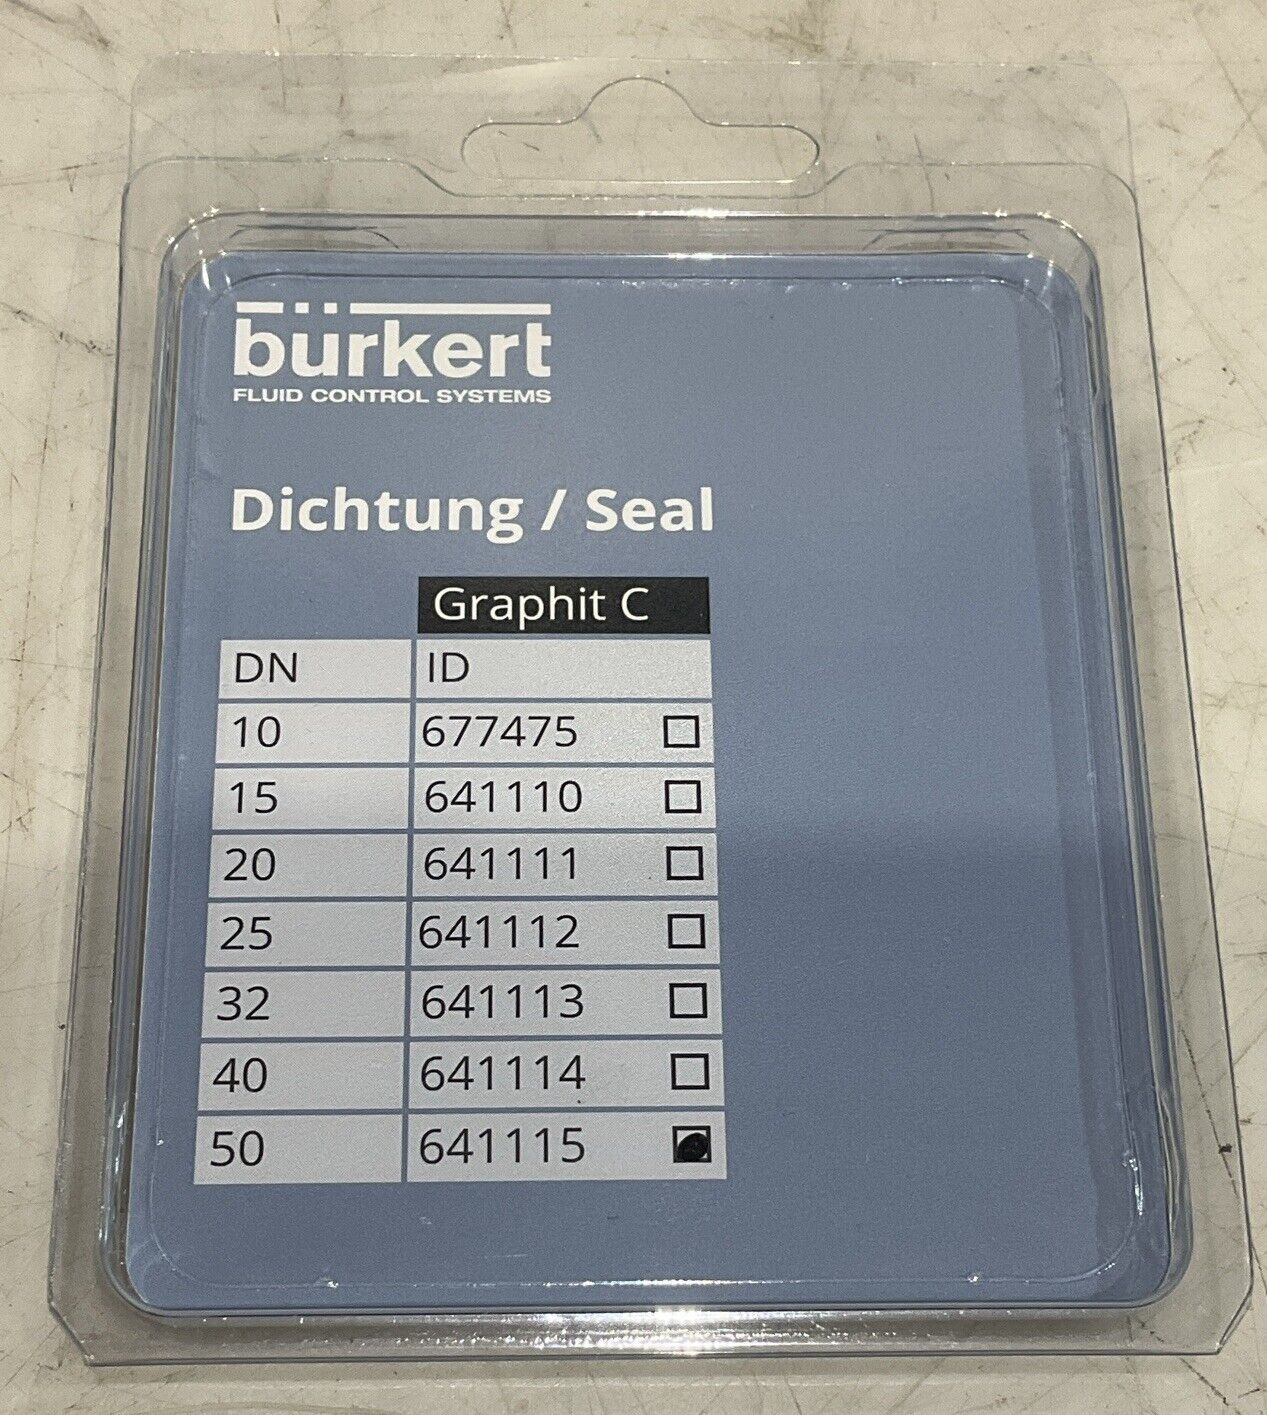 bürkert
FLUID CONTROL SYSTEMS
Dichtung / Seal
Graphit C
DN ID
10 677475
15 641110
20 641111
25 641112
32 641113
40 641114
50 641115